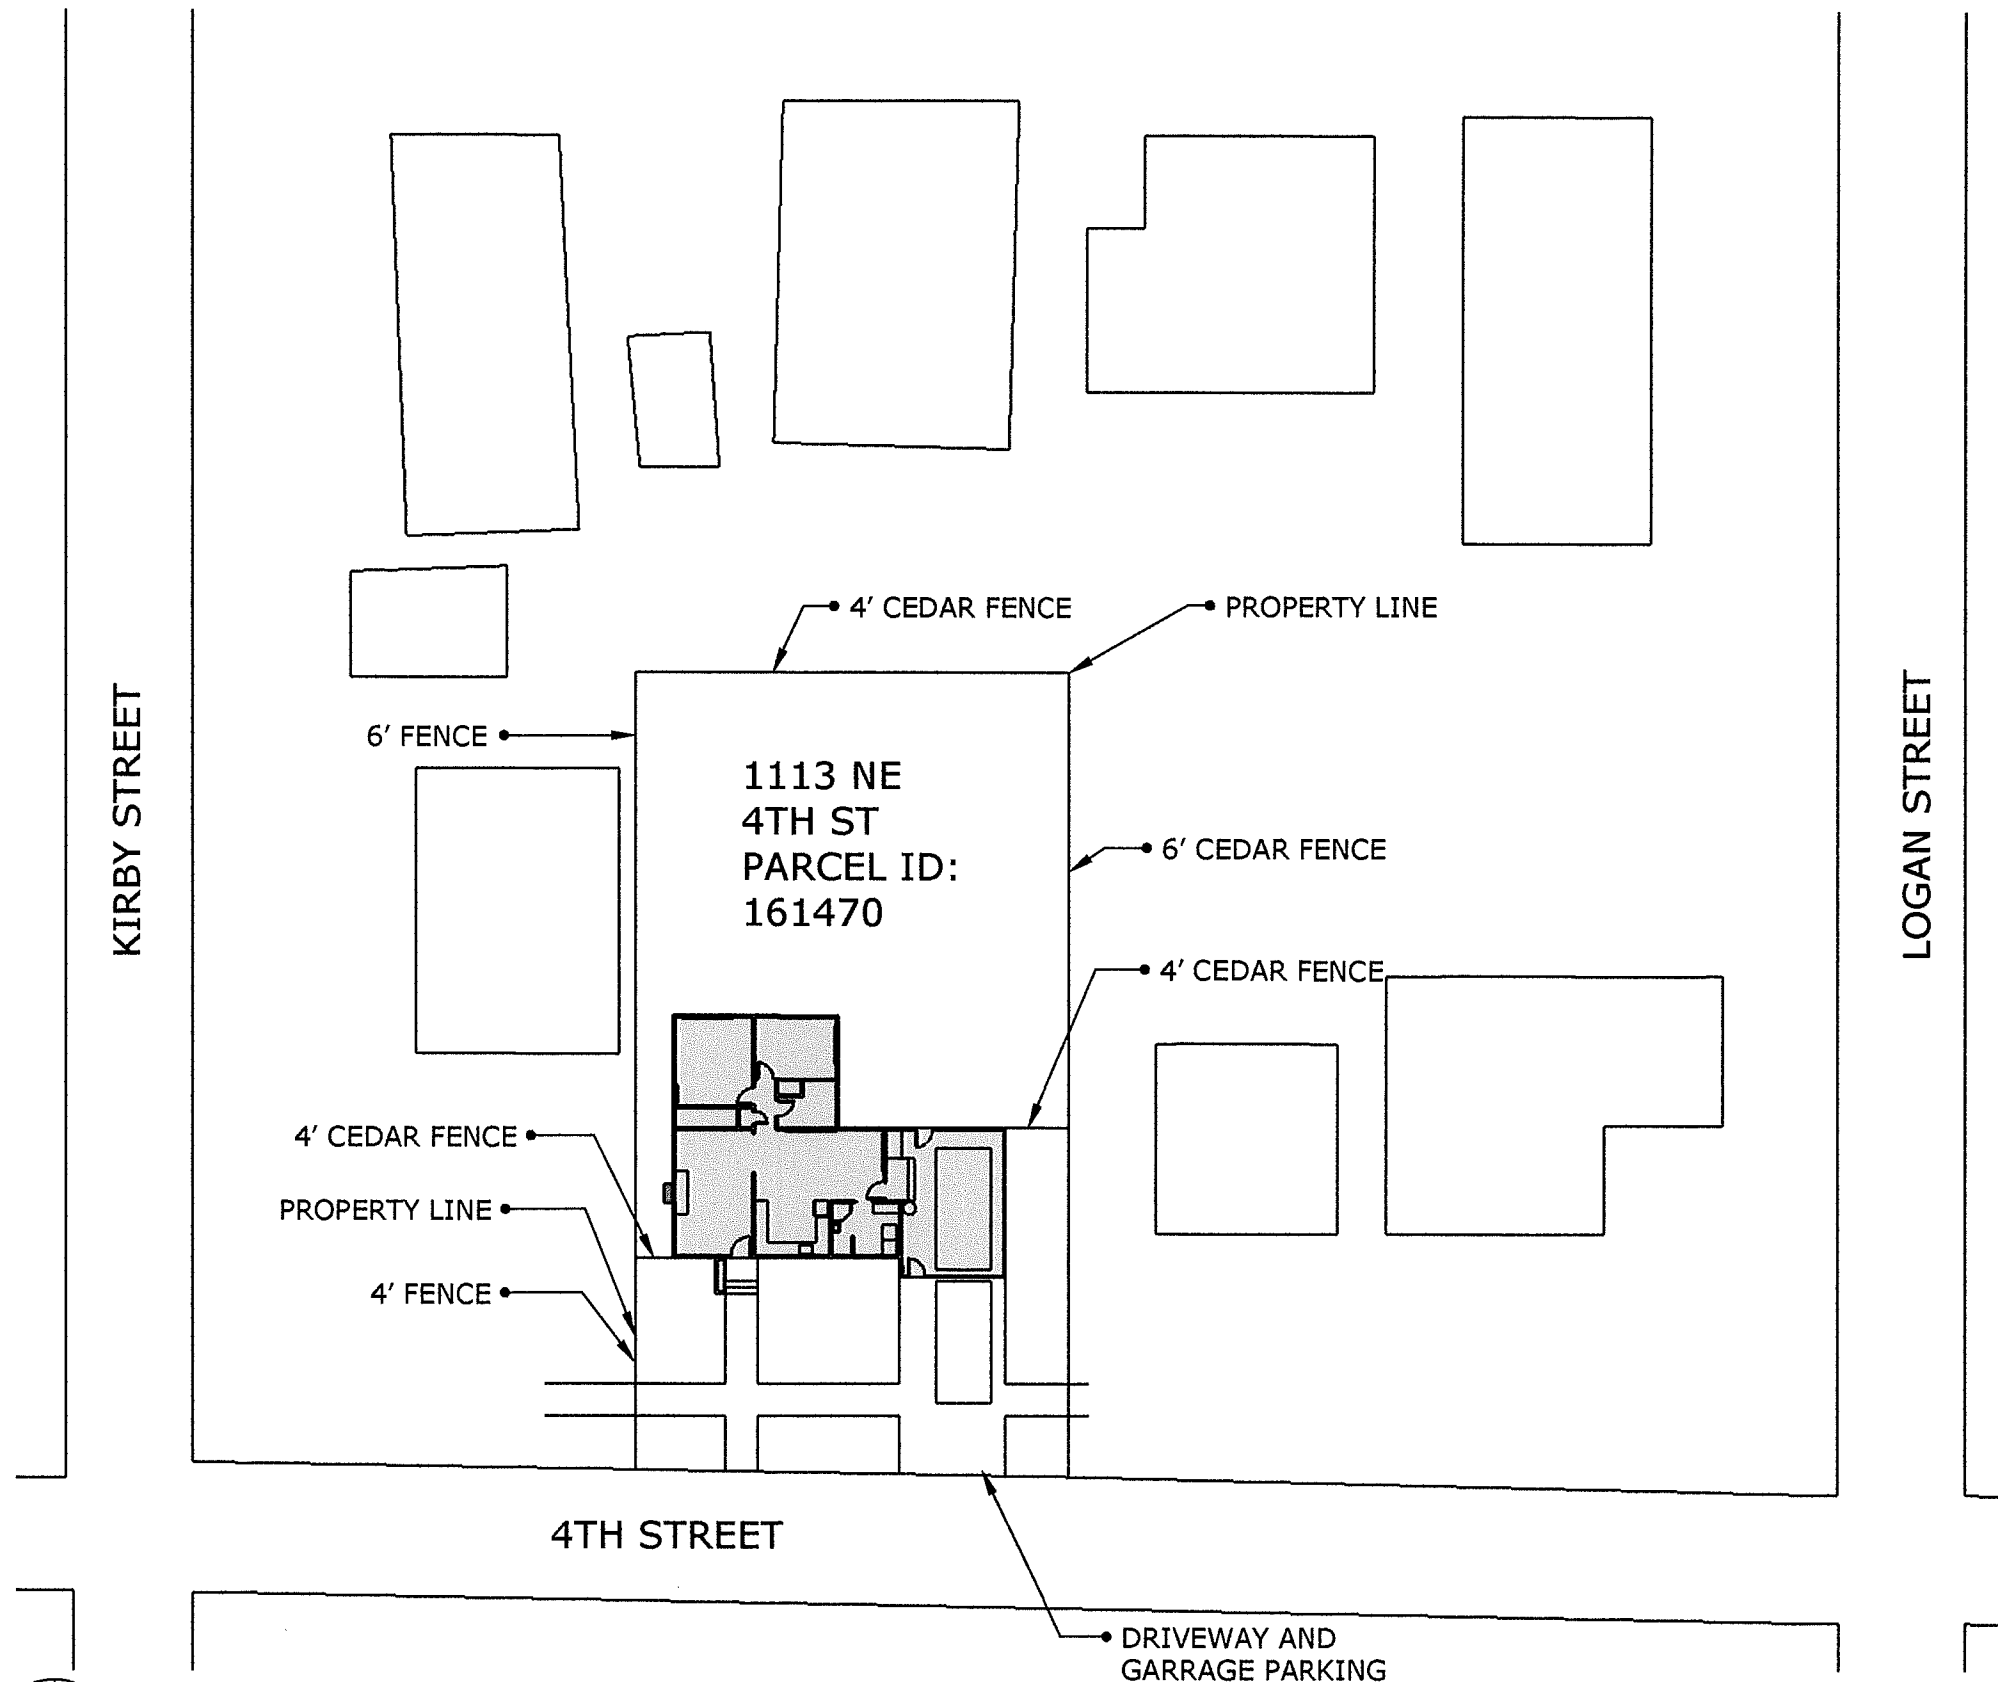 4' CEDAR FENCE
PROPERTY LINE
6' FENCE
1113 NE
4TH ST
PARCEL ID:
161470
KIRBY STREET
LOGAN STREET
6' CEDAR FENCE
4' CEDAR FENCE
4' CEDAR FENCE
PROPERTY LINE
4' FENCE
4TH STREET
DRIVEWAY AND
GARRAGE PARKING